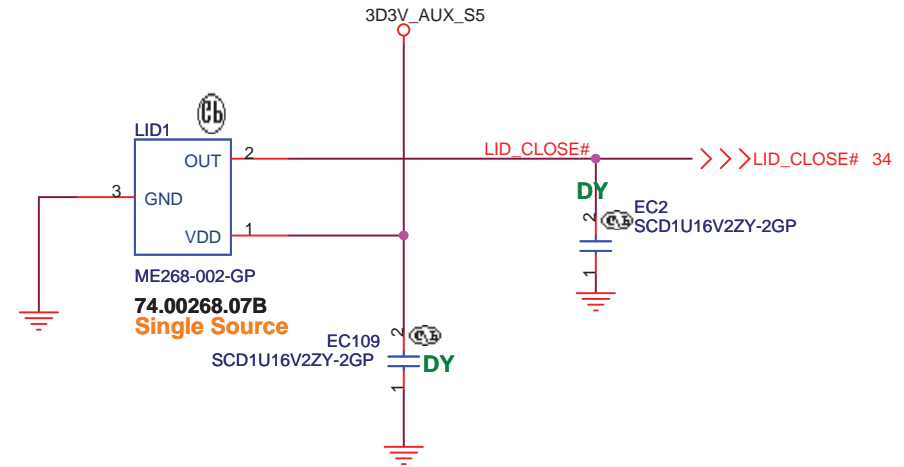 3D3V_AUX_S5
LID1
OUT
2
LID_CLOSE#
LID_CLOSE# 34
3
GND
DY
2
EC2
SCD1U16V2ZY-2GP
VDD
1
1
ME268-002-GP
74.00268.07B
Single Source
2
EC109
SCD1U16V2ZY-2GP
DY
1